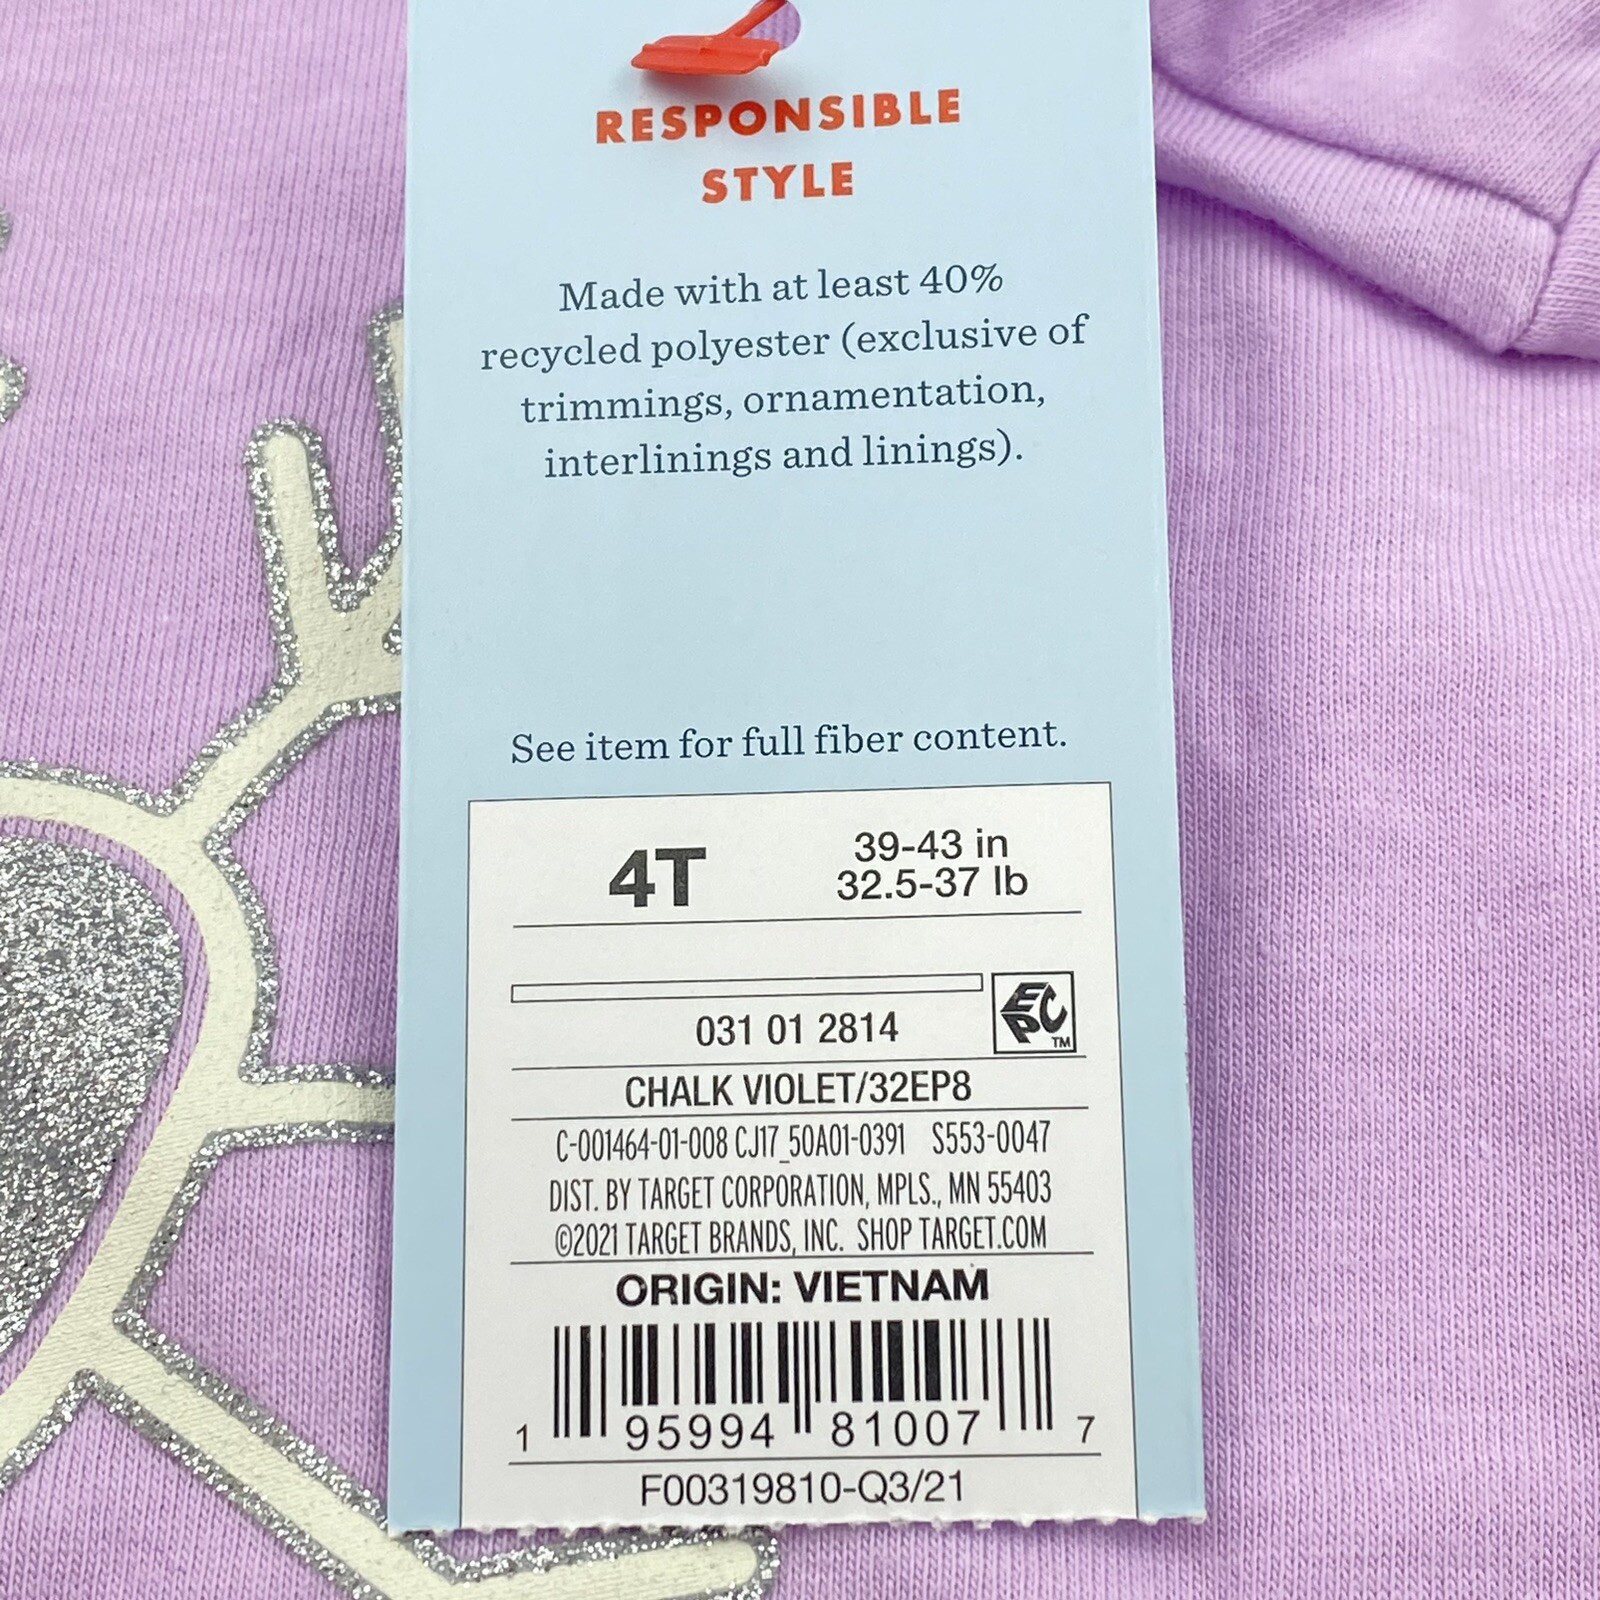 RESPONSIBLE
STYLE
Made with at least 40%
recycled polyester (exclusive of
trimmings, ornamentation,
interlinings and linings).
See item for full fiber content.
4T
39-43 in
32.5-37 lb
031 01 2814
EPC
TM
CHALK VIOLET/32EP8
C-001464-01-008 CJ17_50A01-0391 S553-0047
DIST. BY TARGET CORPORATION, MPLS., MN 55403
©2021 TARGET BRANDS, INC. SHOP TARGET.COM
ORIGIN: VIETNAM
1 95994 81007 7
F00319810-Q3/21